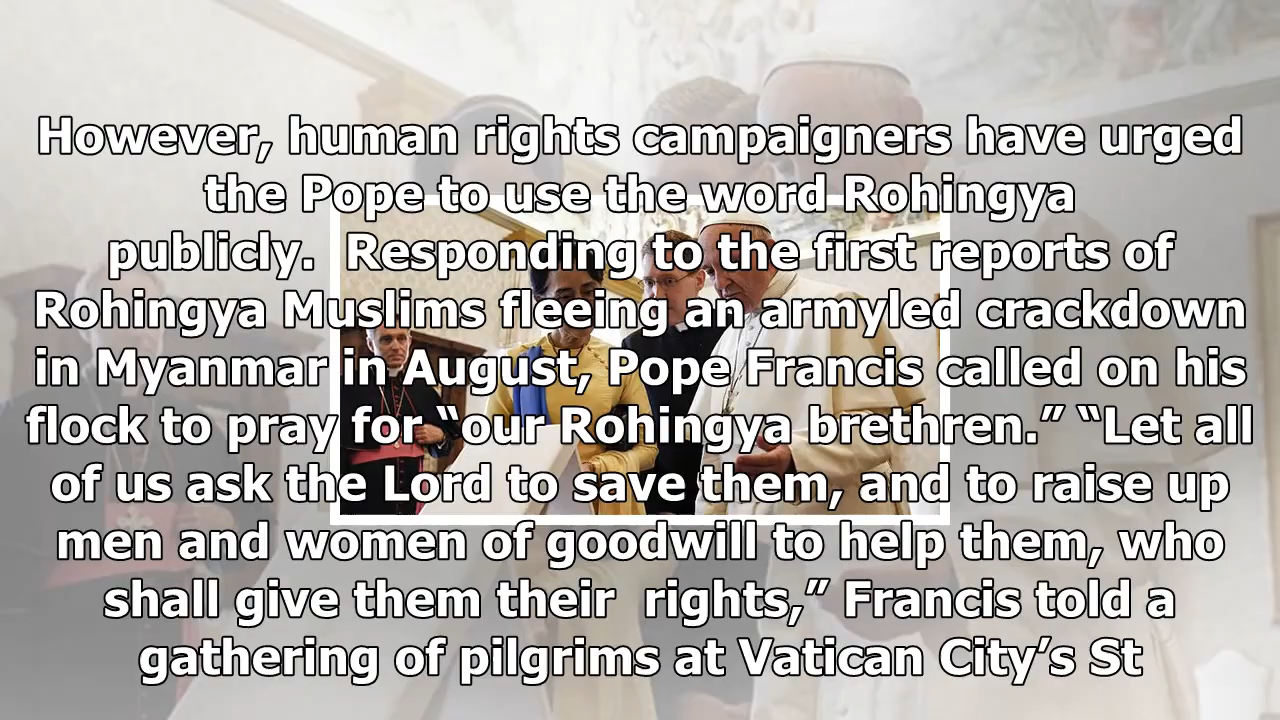 However, human rights campaigners have urged
the Pope to use the word Rohingya
publicly.  Responding to the first reports of
Rohingya Muslims fleeing an armyled crackdown
in Myanmar in August, Pope Francis called on his
flock to pray for “our Rohingya brethren.” “Let all
of us ask the Lord to save them, and to raise up
men and women of goodwill to help them, who
shall give them their  rights,” Francis told a
gathering of pilgrims at Vatican City’s St